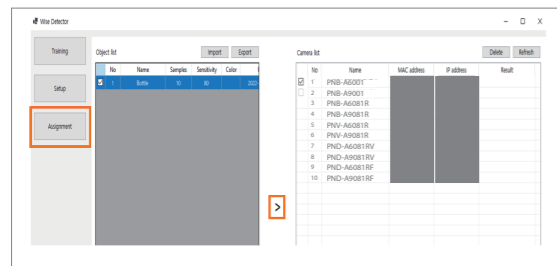 Wise Detector
Training
Setup
Assignment
Object list
Import
Export
No Name Samples Sensitivity Color
1 Bottle 10 80 2022
>
Camera list
Delete
Refresh
No Name MAC address IP address Result
1 PNB-A6001
2 PNB-A9001
3 PNB-A6081R
4 PNB-A9081R
5 PNV-A6081R
6 PNV-A9081R
7 PND-A6081RV
8 PND-A9081RV
9 PND-A6081RF
10 PND-A9081RF